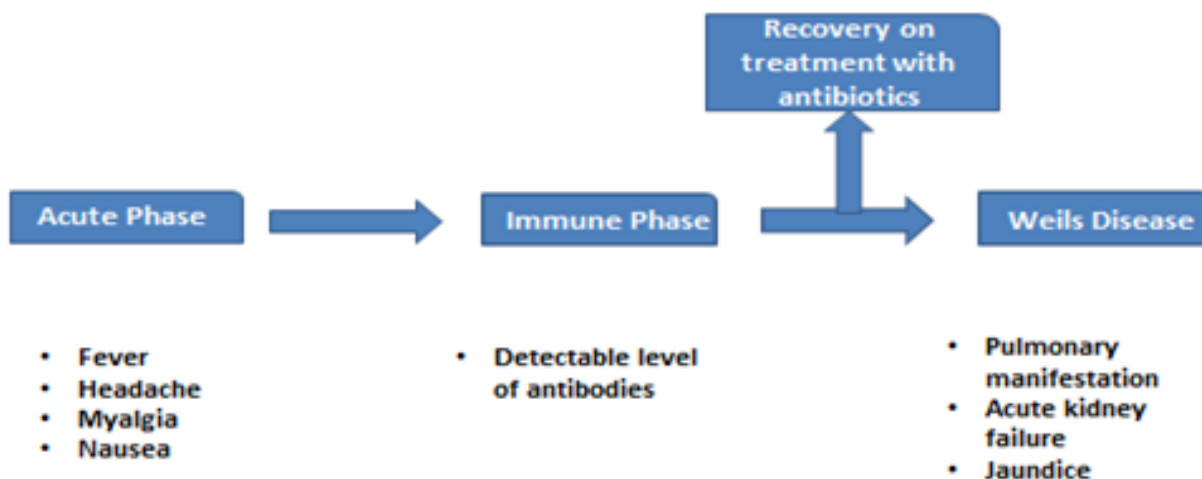 Recovery on
treatment with
antibiotics
Acute Phase
Immune Phase
Weils Disease
• Fever
• Headache
• Myalgia
• Nausea
• Detectable level
of antibodies
• Pulmonary
manifestation
• Acute kidney
failure
• Jaundice